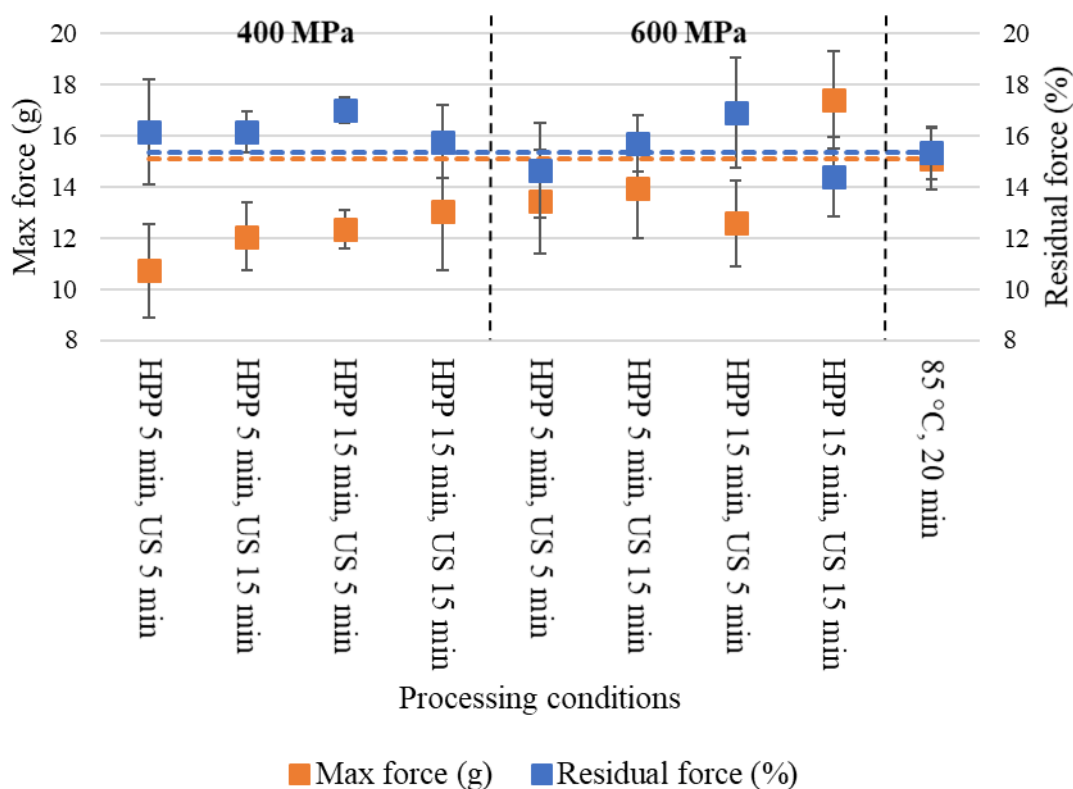 400 MPa
600 MPa
Max force (g)
20
18
16
14
12
10
8
20
18
16
14
12
10
8
Residual force (%)
HPP 5 min, US 5 min
HPP 5 min, US 15 min
HPP 15 min, US 5 min
HPP 15 min, US 15 min
HPP 5 min, US 5 min
HPP 5 min, US 15 min
HPP 15 min, US 5 min
HPP 15 min, US 15 min
85 °C, 20 min
Processing conditions
Max force (g)
Residual force (%)